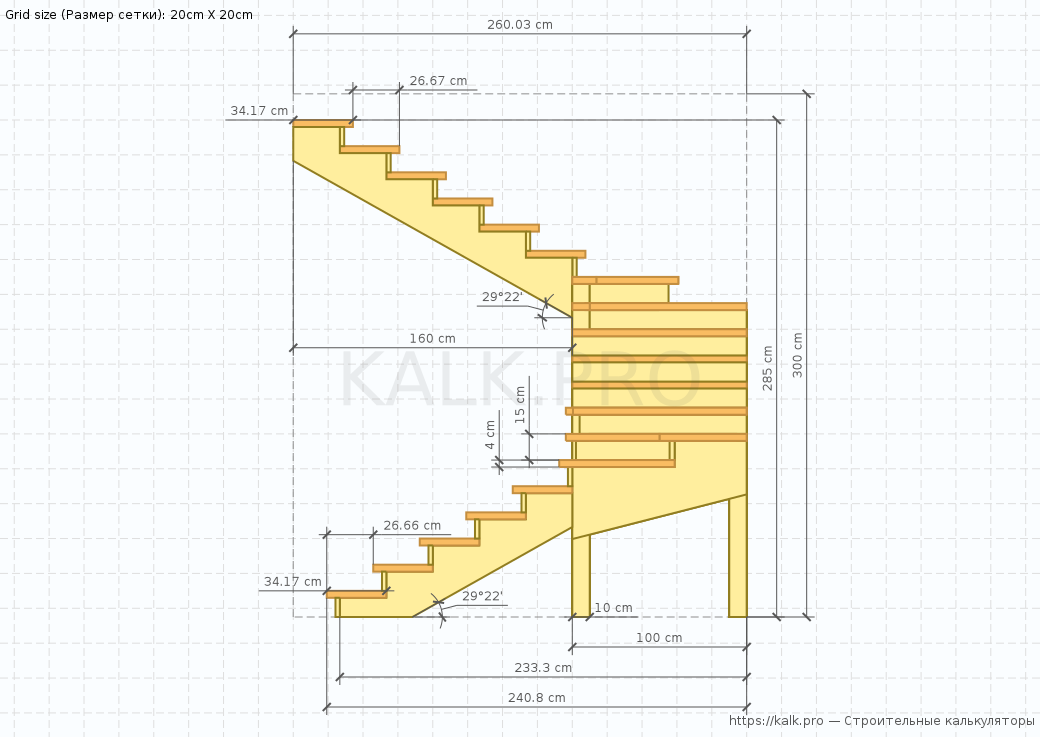 Grid size (Размер сетки): 20cm X 20cm
260.03 cm
26.67 cm
34.17 cm
29°22'
160 cm
KALK.PRO
285 cm
300 cm
15 cm
4 cm
26.66 cm
34.17 cm
29°22'
10 cm
100 cm
233.3 cm
240.8 cm
https://kalk.pro — Строительные калькуляторы